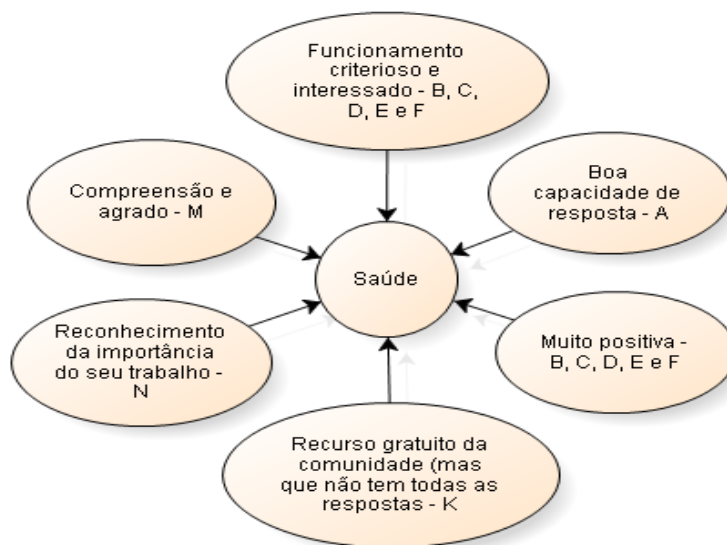 Funcionamento
criterioso e
interessado - B, C,
D, E e F
Compreensão e
agrado - M
Boa
capacidade de
resposta - A
Saúde
Reconhecimento
da importância
do seu trabalho -
N
Muito positiva -
B, C, D, E e F
Recurso gratuito da
comunidade (mas
que não tem todas as
respostas - K